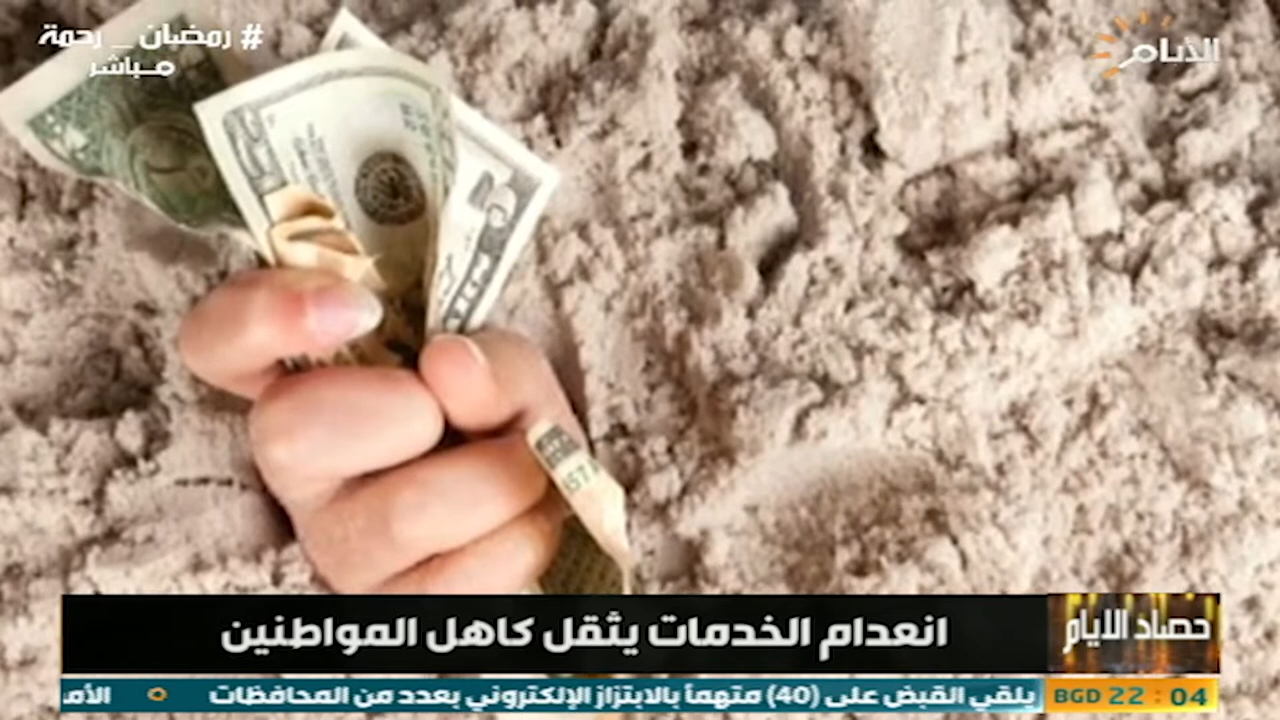 # رمضان _ رحمة
مباشر
الأيام
انعدام الخدمات يثقل كاهل المواطنين
حصاد الايام
يلقي القبض على (40) متهماً بالابتزاز الإلكتروني بعدد من المحافظات
BGD 22 : 04